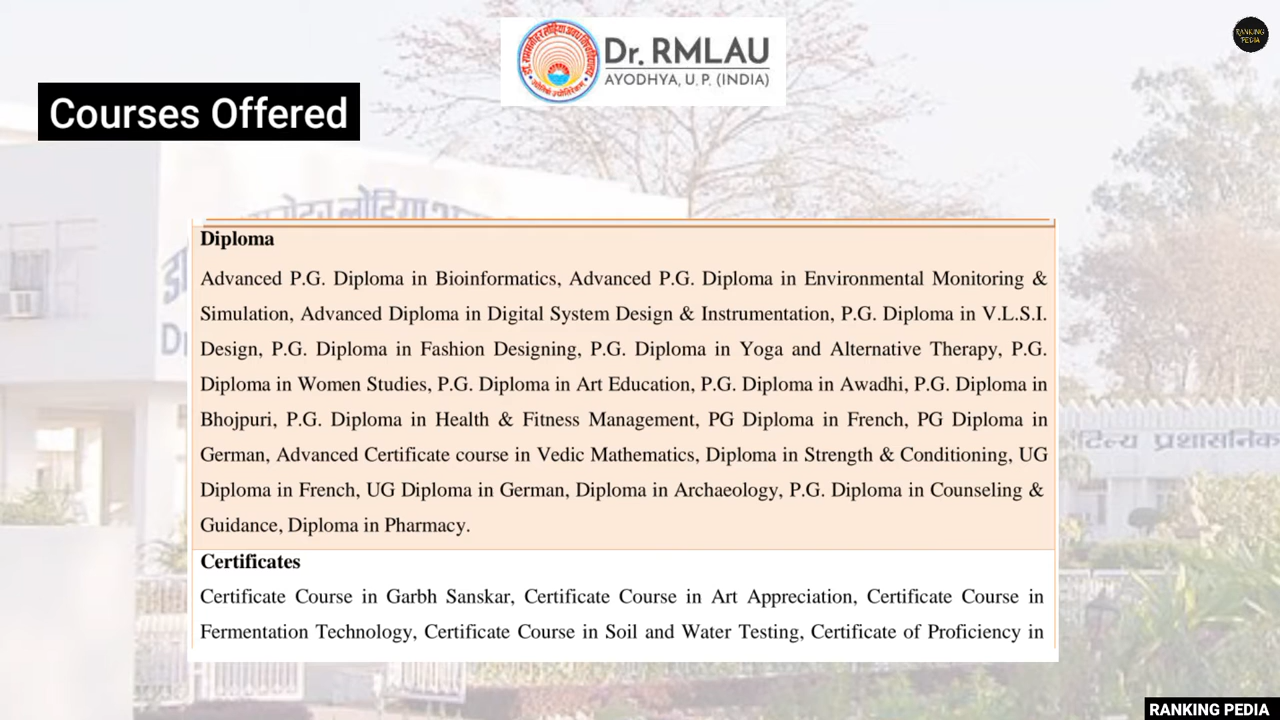 RANKING
PEDIA
Dr. RMLAU
AYODHYA, U. P. (INDIA)
Courses Offered
Diploma
Advanced P.G. Diploma in Bioinformatics, Advanced P.G. Diploma in Environmental Monitoring &
Simulation, Advanced Diploma in Digital System Design & Instrumentation, P.G. Diploma in V.L.S.I.
Design, P.G. Diploma in Fashion Designing, P.G. Diploma in Yoga and Alternative Therapy, P.G.
Diploma in Women Studies, P.G. Diploma in Art Education, P.G. Diploma in Awadhi, P.G. Diploma in
Bhojpuri, P.G. Diploma in Health & Fitness Management, PG Diploma in French, PG Diploma in
German, Advanced Certificate course in Vedic Mathematics, Diploma in Strength & Conditioning, UG
Diploma in French, UG Diploma in German, Diploma in Archaeology, P.G. Diploma in Counseling &
Guidance, Diploma in Pharmacy.
Certificates
Certificate Course in Garbh Sanskar, Certificate Course in Art Appreciation, Certificate Course in
Fermentation Technology, Certificate Course in Soil and Water Testing, Certificate of Proficiency in
RANKING PEDIA